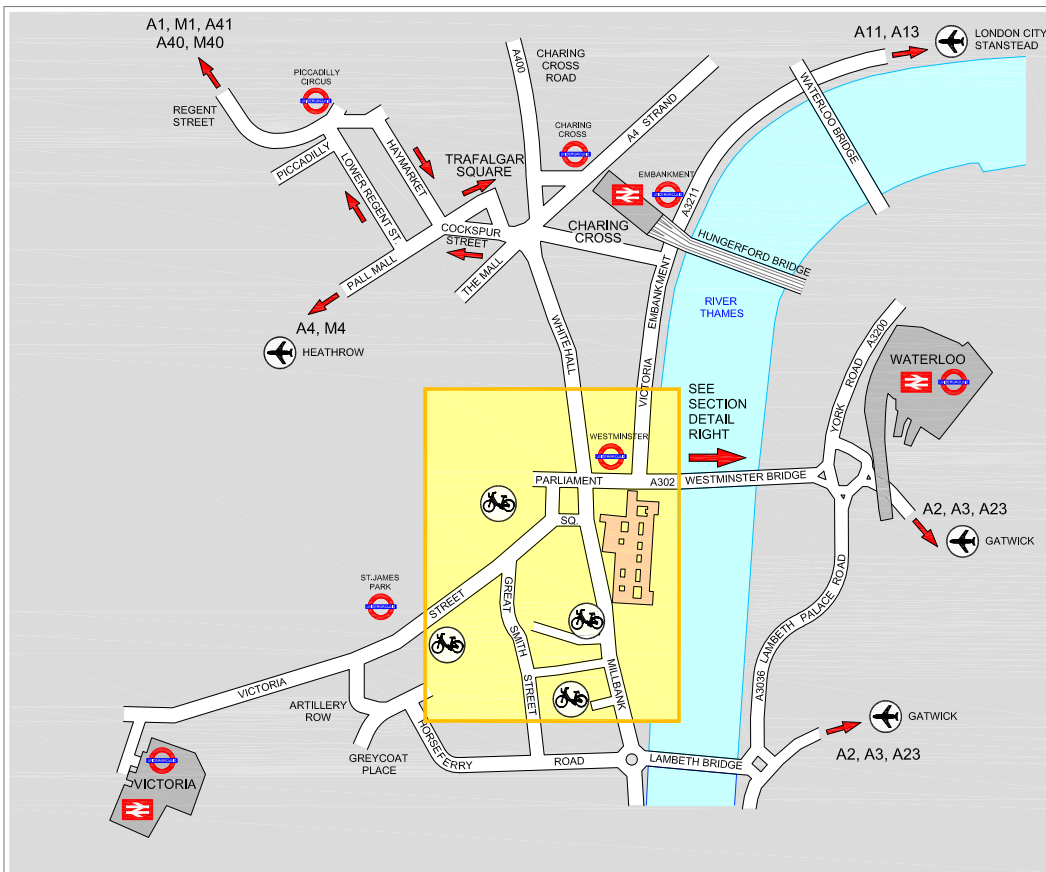 A1, M1, A41
A40, M40
REGENT
STREET
PICCADILLY
CIRCUS
PICCADILLY
LOWER REGENT ST.
HAYMARKET
TRAFALGAR
SQUARE
A400
CHARING
CROSS
ROAD
CHARING
CROSS
A4 STRAND
EMBANKMENT
A3211
CHARING
CROSS
HUNGERFORD BRIDGE
WATERLOO BRIDGE
A11, A13
LONDON CITY
STANSTEAD
COCKSPUR
STREET
PALL MALL
THE MALL
A4, M4
HEATHROW
WHITEHALL
VICTORIA EMBANKMENT
RIVER
THAMES
SEE
SECTION
DETAIL
RIGHT
WATERLOO
YORK ROAD A3200
WESTMINSTER
PARLIAMENT
SQ.
A302
WESTMINSTER BRIDGE
A2, A3, A23
GATWICK
ST.JAMES
PARK
VICTORIA STREET
GREAT SMITH STREET
MILLBANK
A3036 LAMBETH PALACE ROAD
ARTILLERY
ROW
GREYCOAT
PLACE
HORSEFERRY ROAD
LAMBETH BRIDGE
GATWICK
A2, A3, A23
VICTORIA